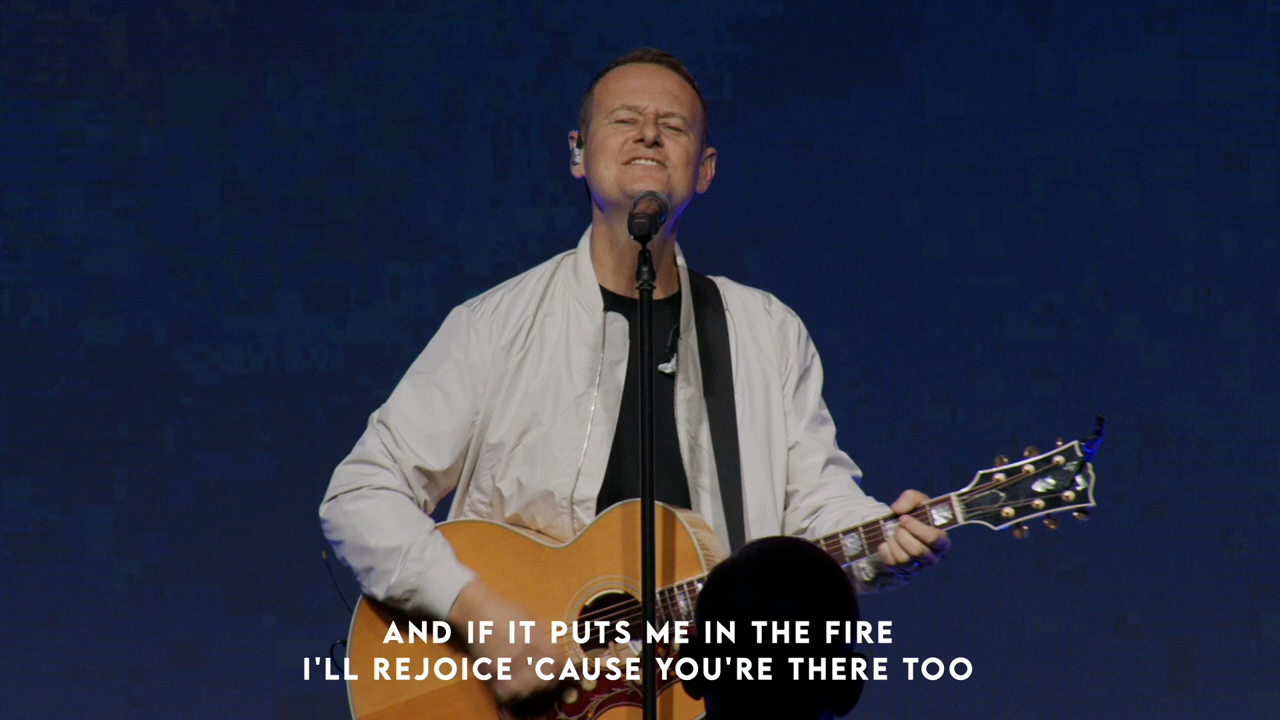 AND IF IT PUTS ME IN THE FIRE
I'LL REJOICE 'CAUSE YOU'RE THERE TOO